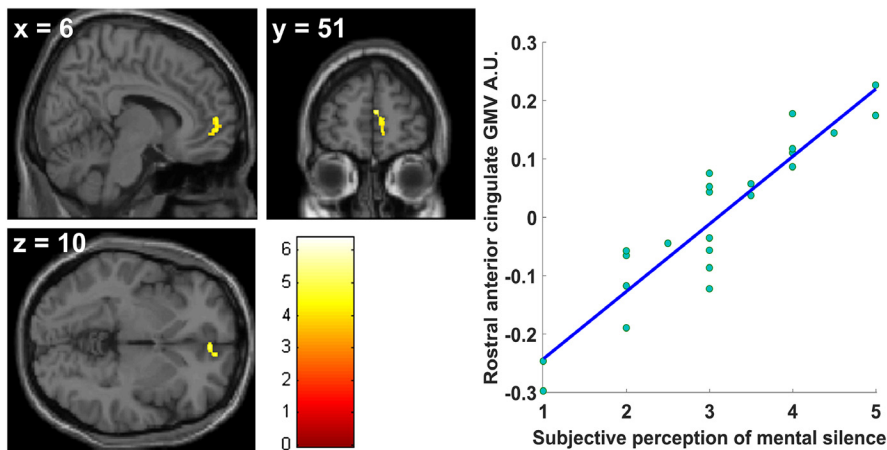 x = 6
y = 51
z = 10
6
5
4
3
2
1
0
Rostral anterior cingulate GMV A.U.
0.3
0.2
0.1
0
-0.1
-0.2
-0.3
1 2 3 4 5
Subjective perception of mental silence